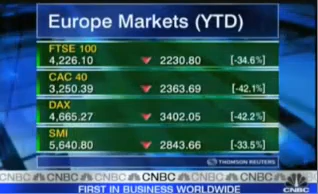 Europe Markets (YTD)
FTSE 100
4,226.10 2230.80 [-34.6%]
CAC 40
3,250.39 2363.69 [-42.1%]
DAX
4,665.27 3402.05 [-42.2%]
SMI
5,640.80 2843.66 [-33.5%]
THOMSON REUTERS
CNBC CNBC CNBC CNBC CNBC CNBC
FIRST IN BUSINESS WORLDWIDE
CNBC